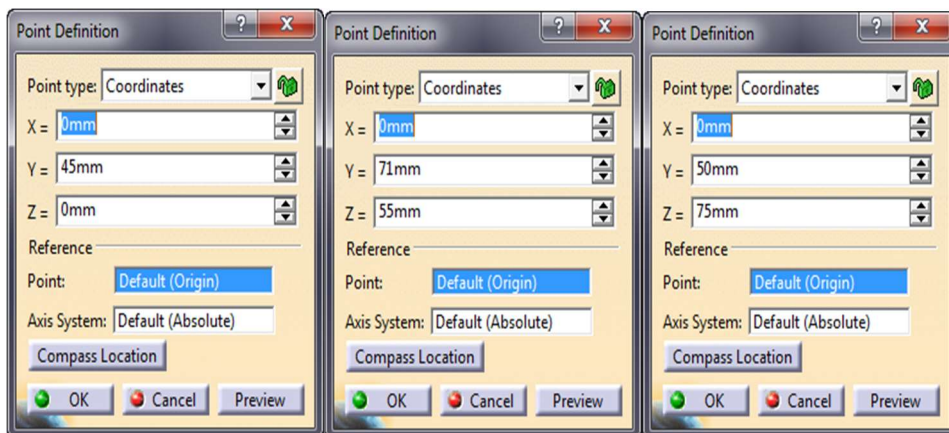 Point Definition
Point type: Coordinates
X = 0mm
Y = 45mm
Z = 0mm
Reference
Point: Default (Origin)
Axis System: Default (Absolute)
Compass Location
OK Cancel Preview
Point Definition
Point type: Coordinates
X = 0mm
Y = 71mm
Z = 55mm
Reference
Point: Default (Origin)
Axis System: Default (Absolute)
Compass Location
OK Cancel Preview
Point Definition
Point type: Coordinates
X = 0mm
Y = 50mm
Z = 75mm
Reference
Point: Default (Origin)
Axis System: Default (Absolute)
Compass Location
OK Cancel Preview